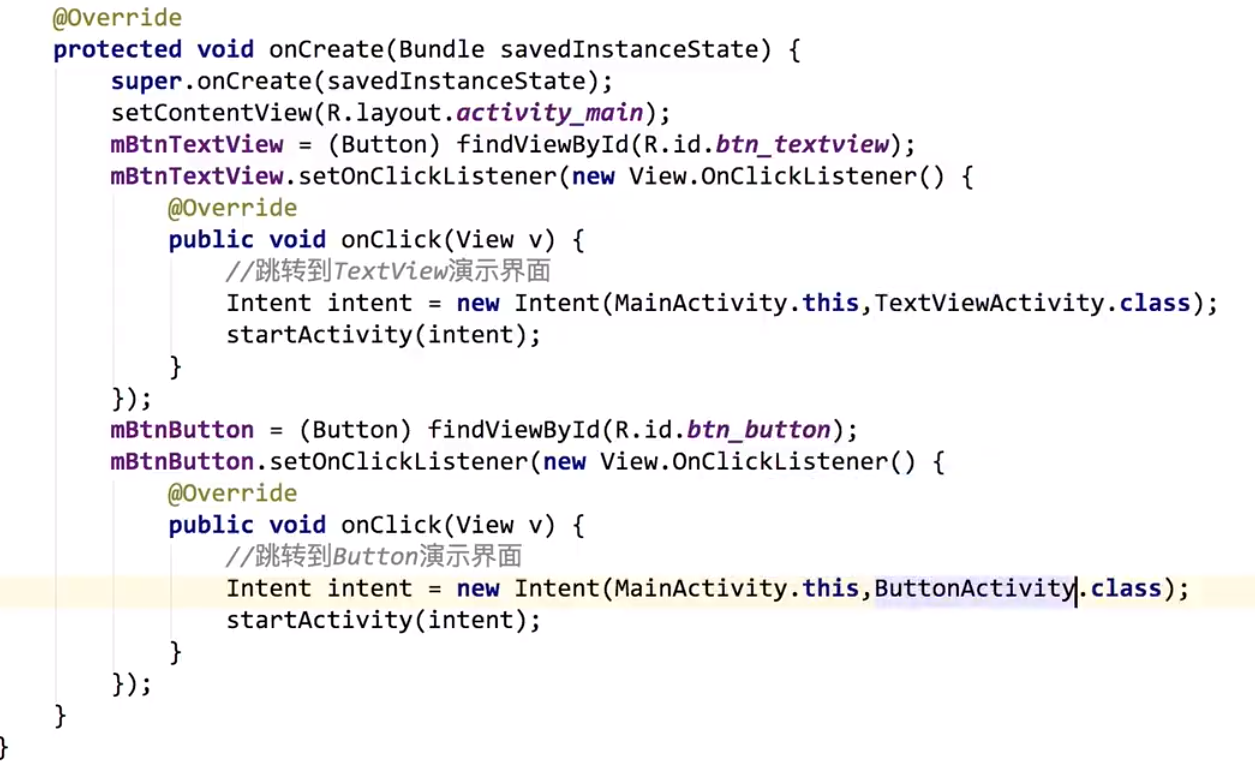 @Override
protected void onCreate(Bundle savedInstanceState) {
super.onCreate(savedInstanceState);
setContentView(R.layout.activity_main);
mBtnTextView = (Button) findViewById(R.id.btn_textview);
mBtnTextView.setOnClickListener(new View.OnClickListener() {
@Override
public void onClick(View v) {
//跳转到TextView演示界面
Intent intent = new Intent(MainActivity.this,TextViewActivity.class);
startActivity(intent);
}
});
mBtnButton = (Button) findViewById(R.id.btn_button);
mBtnButton.setOnClickListener(new View.OnClickListener() {
@Override
public void onClick(View v) {
//跳转到Button演示界面
Intent intent = new Intent(MainActivity.this,ButtonActivity.class);
startActivity(intent);
}
});
}
}